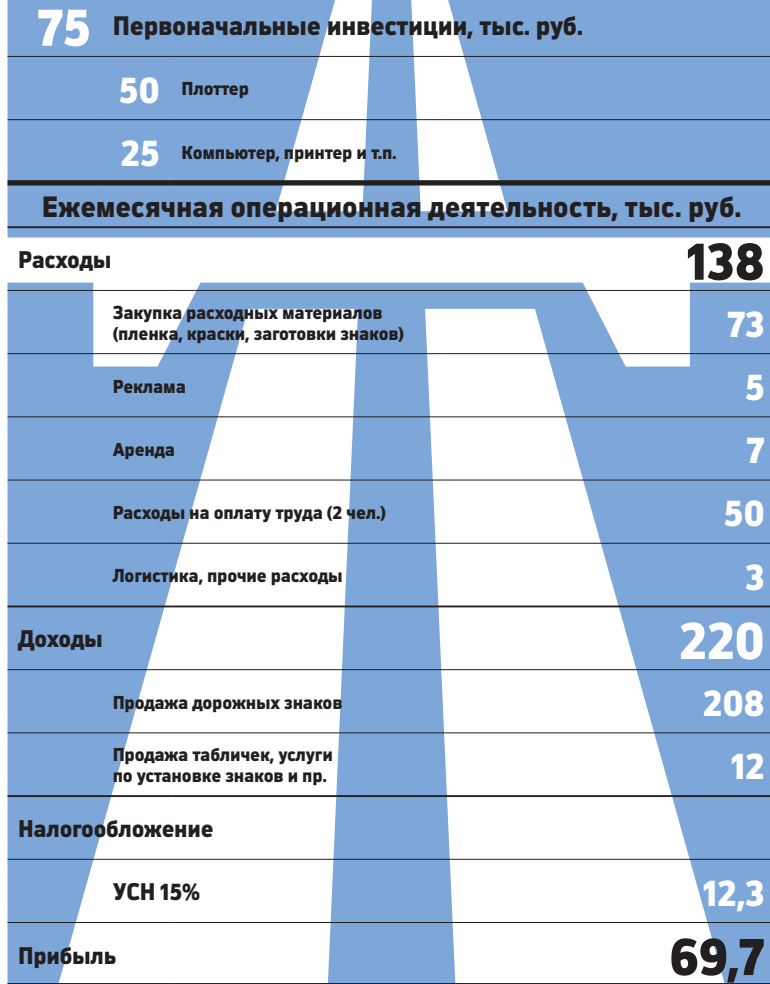 75 Первоначальные инвестиции, тыс. руб.
50 Плоттер
25 Компьютер, принтер и т.п.
Ежемесячная операционная деятельность, тыс. руб.
Расходы 138
Закупка расходных материалов
(пленка, краски, заготовки знаков) 73
Реклама 5
Аренда 7
Расходы на оплату труда (2 чел.) 50
Логистика, прочие расходы 3
Доходы 220
Продажа дорожных знаков 208
Продажа табличек, услуги
по установке знаков и пр. 12
Налогообложение
УСН 15% 12,3
Прибыль 69,7